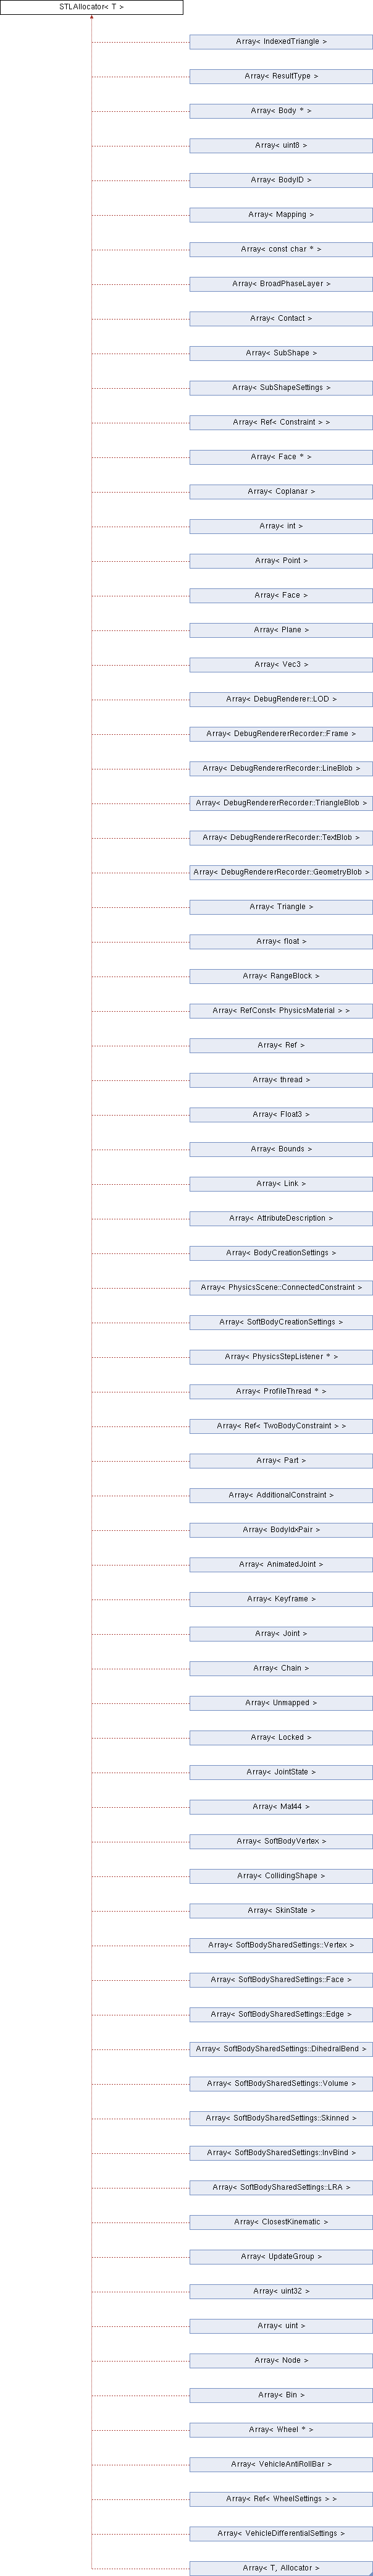 STLAllocator< T >
Array< IndexedTriangle >
Array< ResultType >
Array< Body * >
Array< uint8 >
Array< BodyID >
Array< Mapping >
Array< const char * >
Array< BroadPhaseLayer >
Array< Contact >
Array< SubShape >
Array< SubShapeSettings >
Array< Ref< Constraint > >
Array< Face * >
Array< Coplanar >
Array< int >
Array< Point >
Array< Face >
Array< Plane >
Array< Vec3 >
Array< DebugRenderer::LOD >
Array< DebugRendererRecorder::Frame >
Array< DebugRendererRecorder::LineBlob >
Array< DebugRendererRecorder::TriangleBlob >
Array< DebugRendererRecorder::TextBlob >
Array< DebugRendererRecorder::GeometryBlob >
Array< Triangle >
Array< float >
Array< RangeBlock >
Array< RefConst< PhysicsMaterial > >
Array< Ref >
Array< thread >
Array< Float3 >
Array< Bounds >
Array< Link >
Array< AttributeDescription >
Array< BodyCreationSettings >
Array< PhysicsScene::ConnectedConstraint >
Array< SoftBodyCreationSettings >
Array< PhysicsStepListener * >
Array< ProfileThread * >
Array< Ref< TwoBodyConstraint > >
Array< Part >
Array< AdditionalConstraint >
Array< BodyIdxPair >
Array< AnimatedJoint >
Array< Keyframe >
Array< Joint >
Array< Chain >
Array< Unmapped >
Array< Locked >
Array< JointState >
Array< Mat44 >
Array< SoftBodyVertex >
Array< CollidingShape >
Array< SkinState >
Array< SoftBodySharedSettings::Vertex >
Array< SoftBodySharedSettings::Face >
Array< SoftBodySharedSettings::Edge >
Array< SoftBodySharedSettings::DihedralBend >
Array< SoftBodySharedSettings::Volume >
Array< SoftBodySharedSettings::Skinned >
Array< SoftBodySharedSettings::InvBind >
Array< SoftBodySharedSettings::LRA >
Array< ClosestKinematic >
Array< UpdateGroup >
Array< uint32 >
Array< uint >
Array< Node >
Array< Bin >
Array< Wheel * >
Array< VehicleAntiRollBar >
Array< Ref< WheelSettings > >
Array< VehicleDifferentialSettings >
Array< T, Allocator >